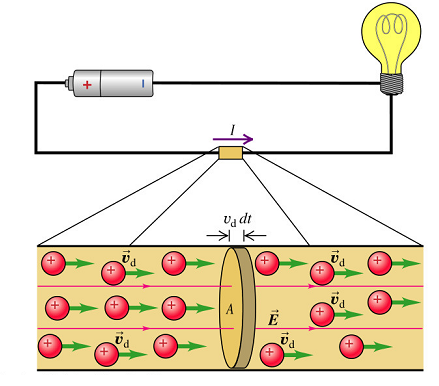 + −
I
v_d dt
+ v⃗_d + + v⃗_d +
+
+
A
+ + + E⃗ v⃗_d +
+
v⃗_d v⃗_d
+ + + + +